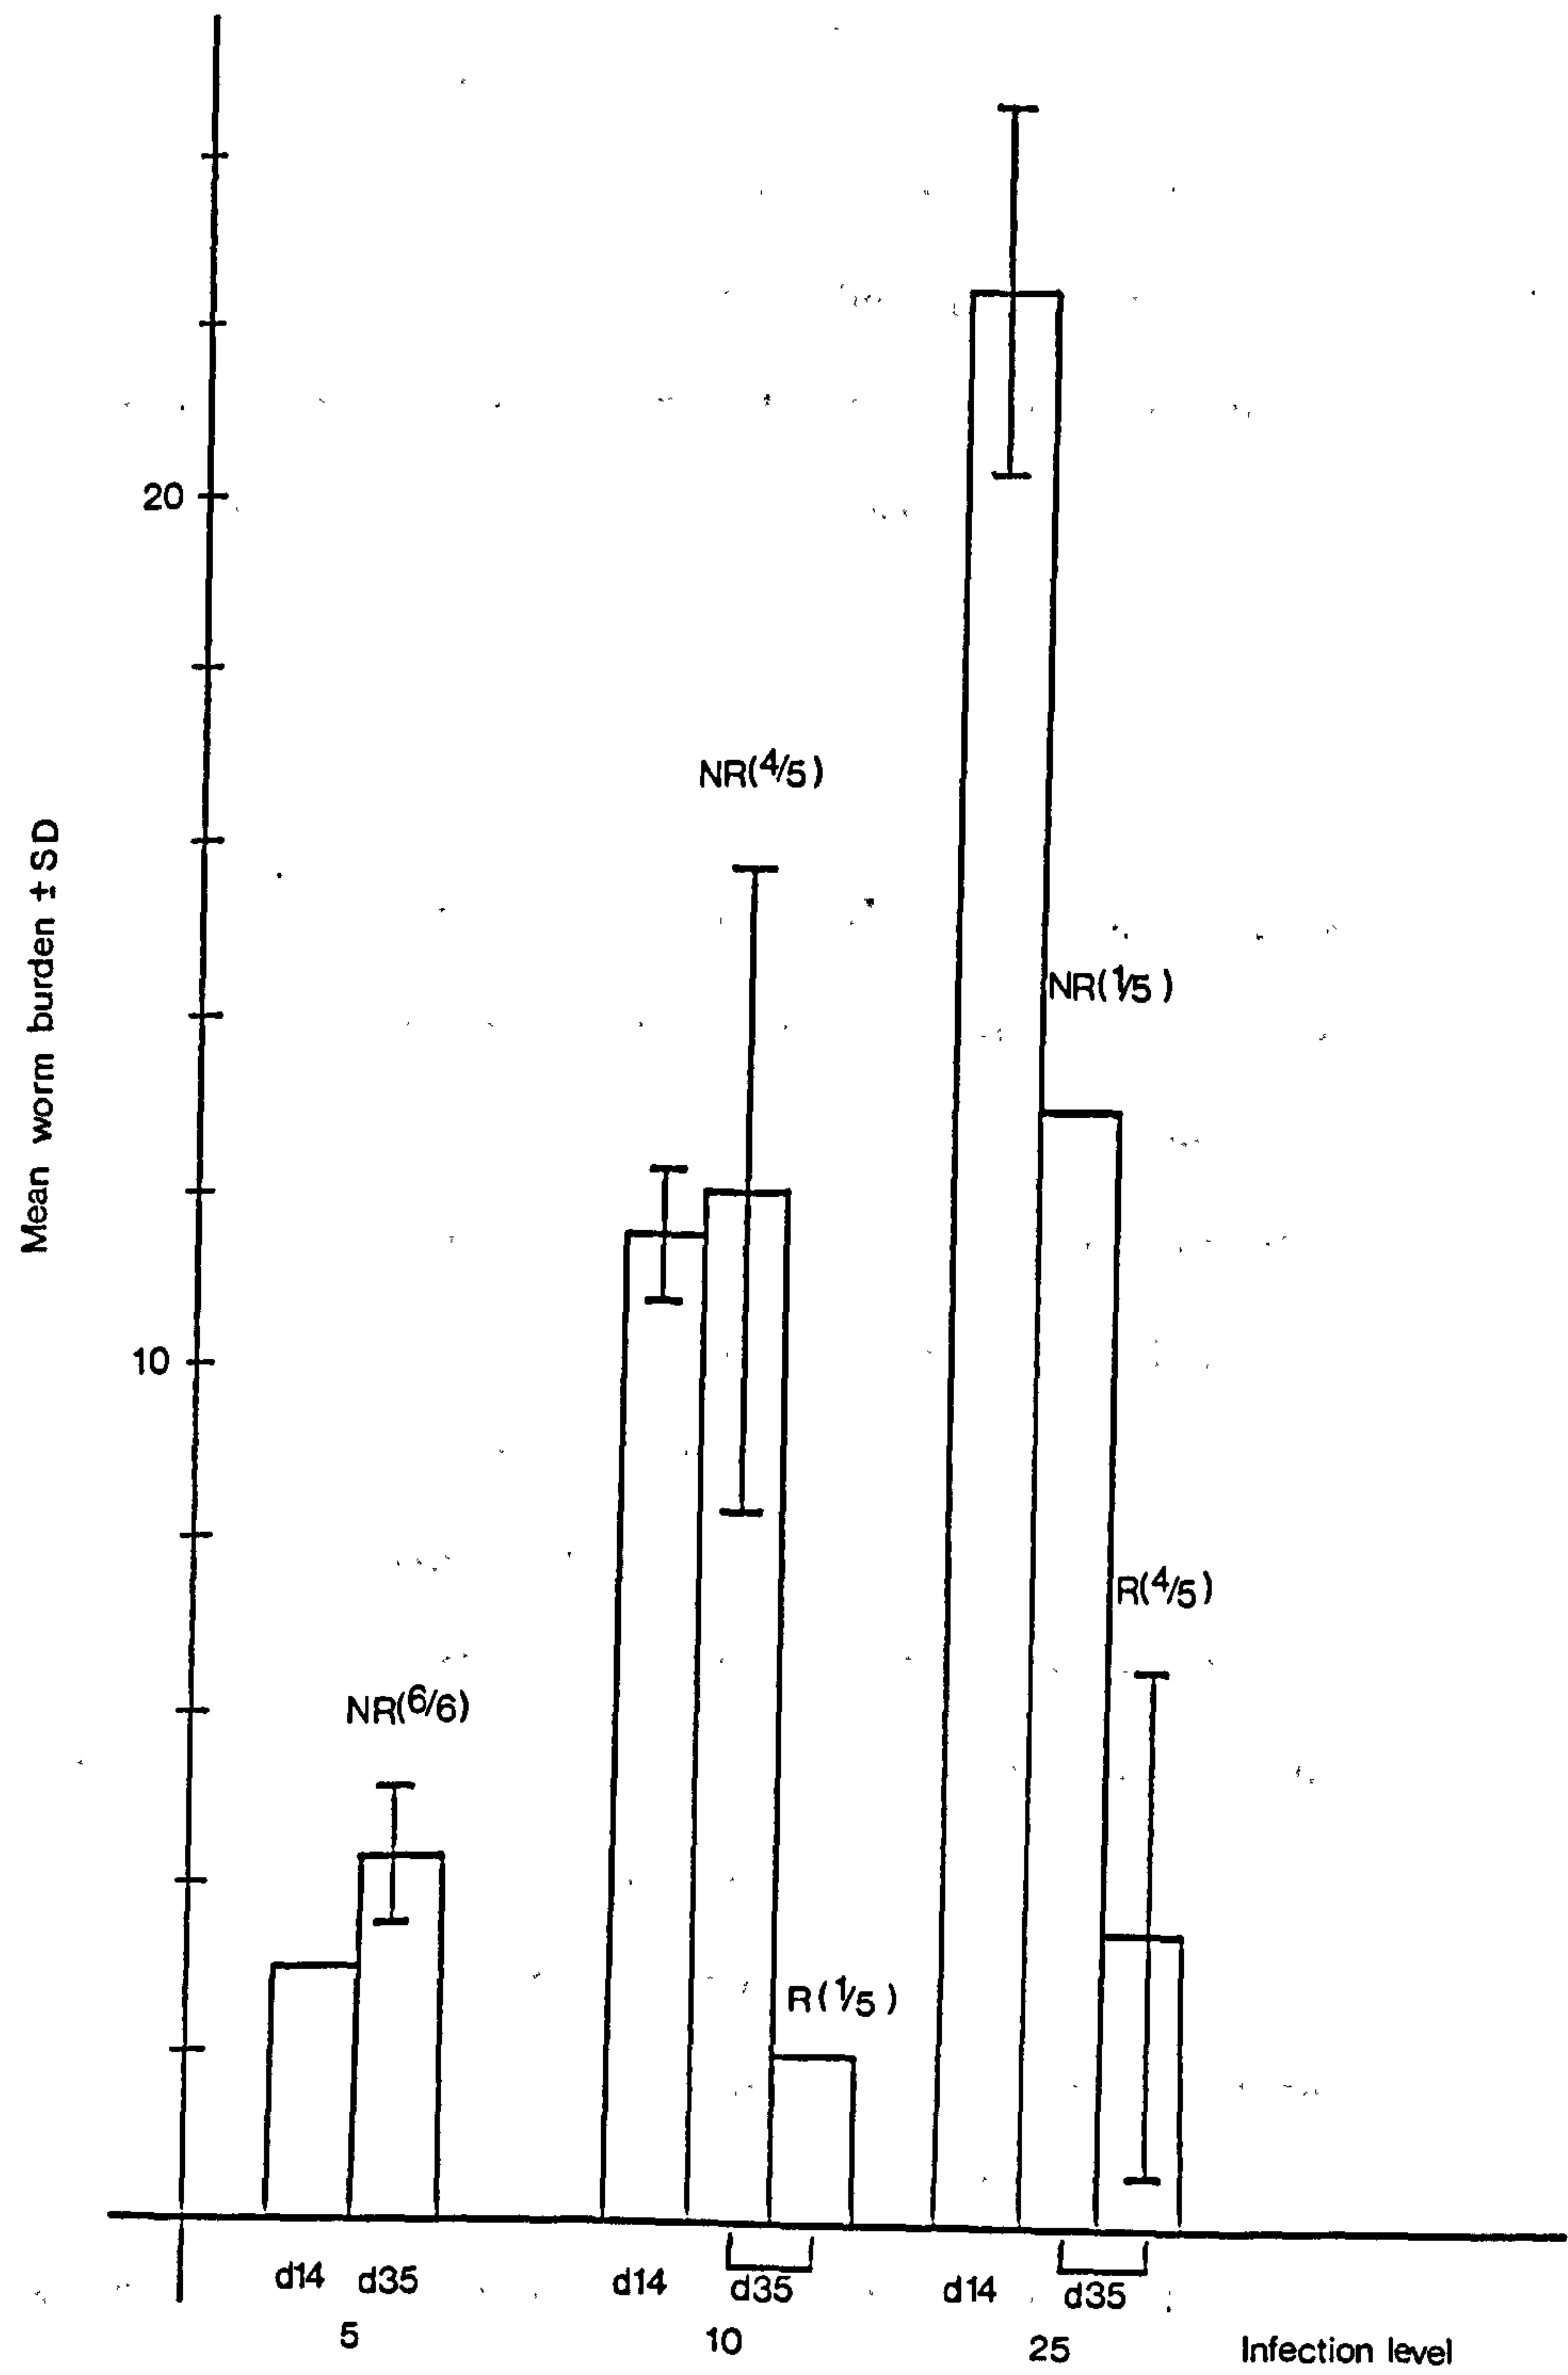 20
NR(4/5)
NR(1/5)
Mean worm burden ± SD
10
R(4/5)
NR(6/6)
R(1/5)
d14 d35 d14 d35 d14 d35
5 10 25 Infection level